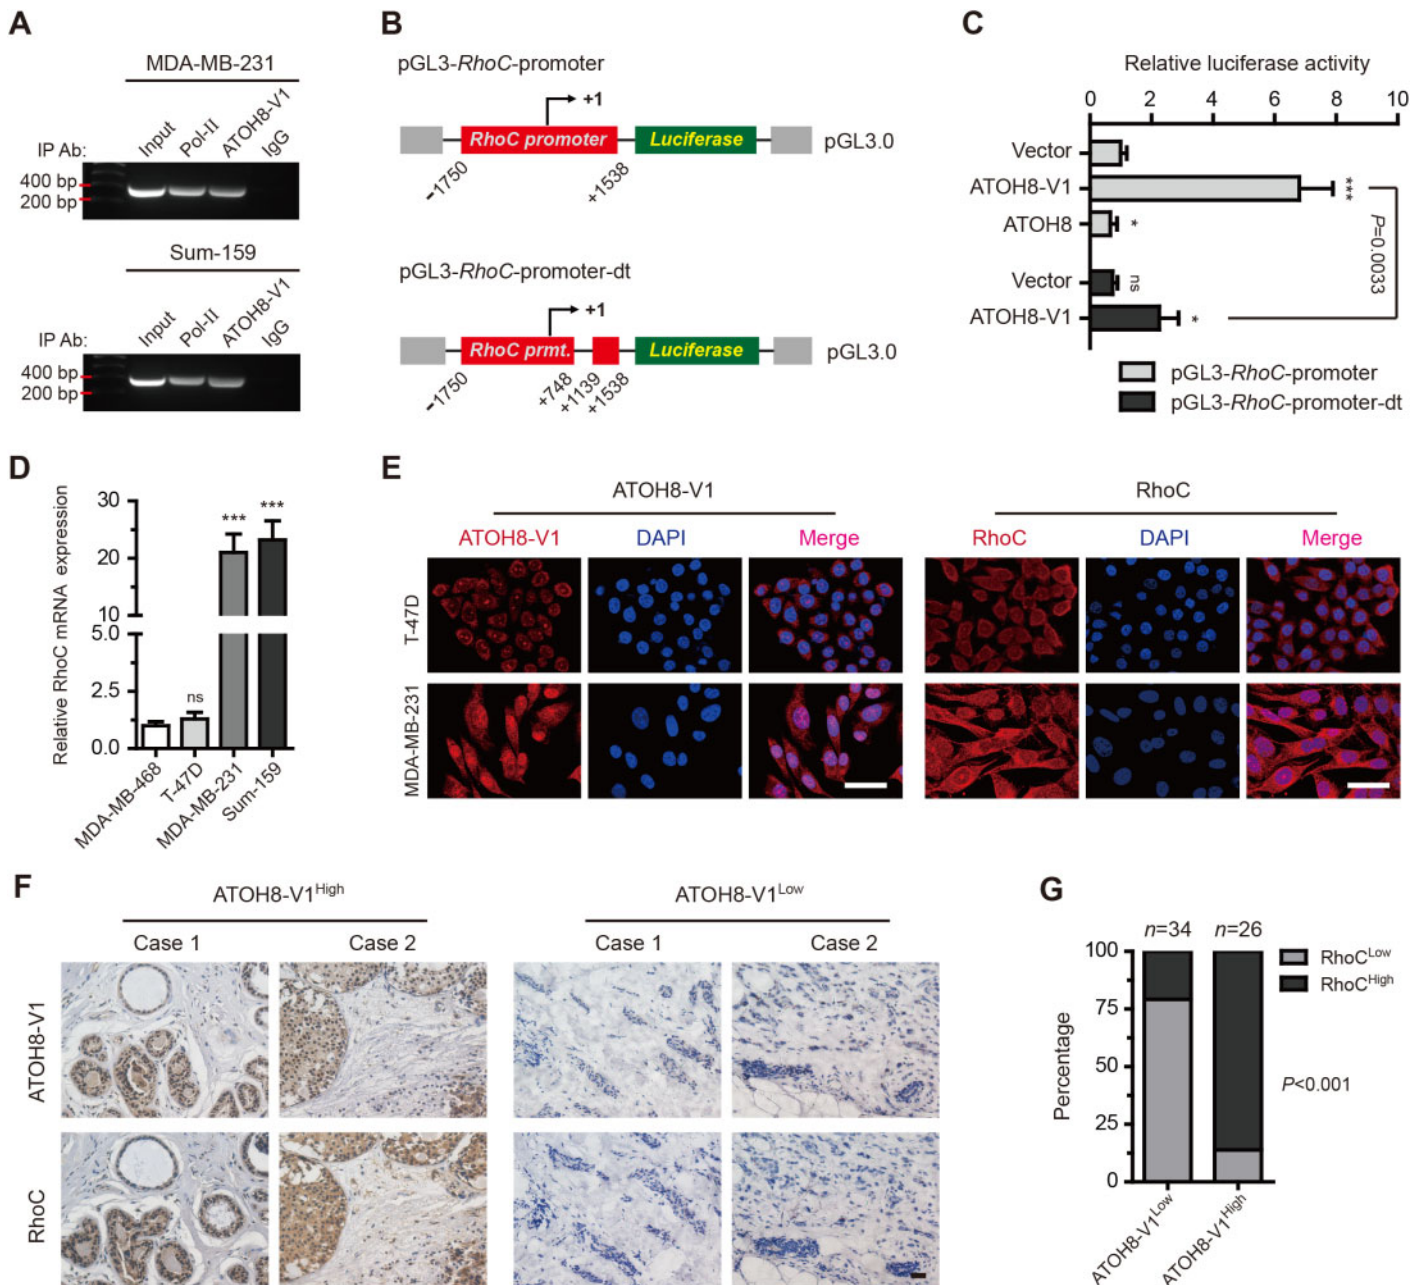 A
MDA-MB-231
IP Ab:
Input
Pol-II
ATOH8-V1
IgG
400 bp
200 bp
Sum-159
IP Ab:
Input
Pol-II
ATOH8-V1
IgG
400 bp
200 bp
B
pGL3-RhoC-promoter
+1
RhoC promoter
Luciferase
pGL3.0
−1750
+1538
pGL3-RhoC-promoter-dt
+1
RhoC prmt.
Luciferase
pGL3.0
−1750
+748
+1139
+1538
C
Relative luciferase activity
0 2 4 6 8 10
Vector
ATOH8-V1
***
ATOH8
*
Vector
ns
ATOH8-V1
*
P=0.0033
pGL3-RhoC-promoter
pGL3-RhoC-promoter-dt
D
Relative RhoC mRNA expression
30
20
10
5.0
2.5
0.0
ns
***
***
MDA-MB-468
T-47D
MDA-MB-231
Sum-159
E
ATOH8-V1
RhoC
ATOH8-V1 DAPI Merge
RhoC DAPI Merge
T-47D
MDA-MB-231
F
ATOH8-V1High
ATOH8-V1Low
Case 1 Case 2
Case 1 Case 2
ATOH8-V1
RhoC
G
n=34 n=26
Percentage
100
75
50
25
0
RhoCLow
RhoCHigh
P<0.001
ATOH8-V1Low
ATOH8-V1High